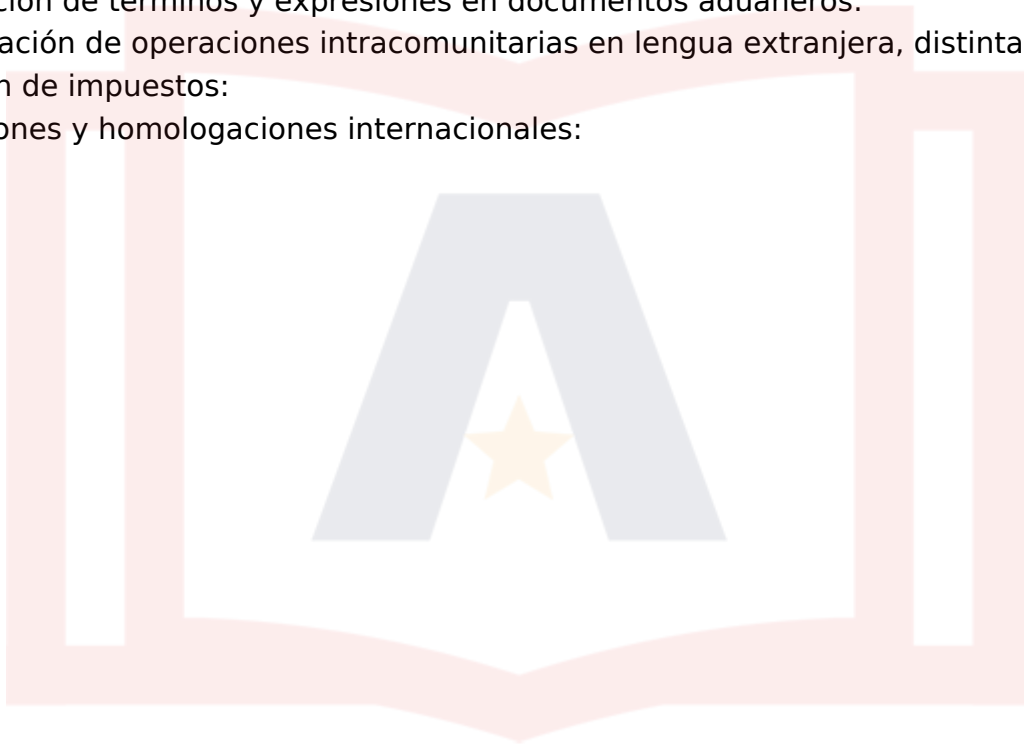 ción de términos y expresiones en documentos aduaneros.
ación de operaciones intracomunitarias en lengua extranjera, distinta
n de impuestos:
ones y homologaciones internacionales: